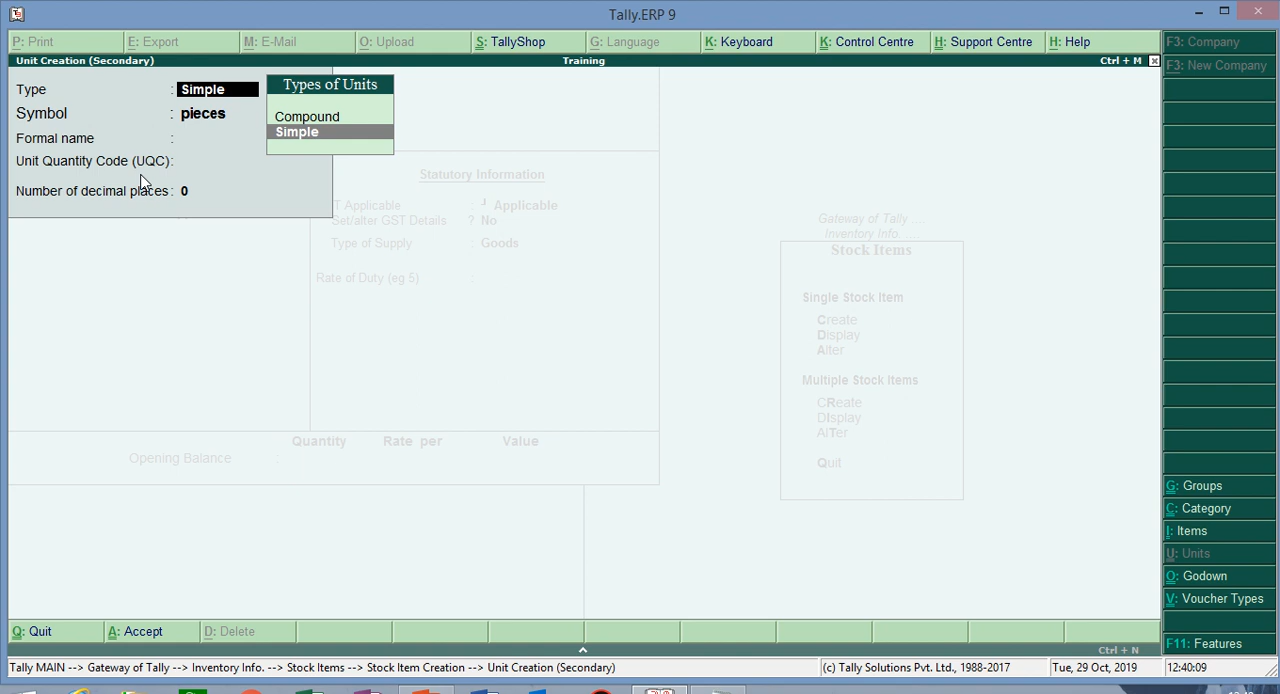 Tally.ERP 9
P: Print E: Export M: E-Mail O: Upload S: TallyShop G: Language K: Keyboard K: Control Centre H: Support Centre H: Help
F3: Company
F3: New Company
Unit Creation (Secondary) Training Ctrl + M
Type : Simple
Symbol : pieces
Formal name :
Unit Quantity Code (UQC):
Number of decimal places: 0
Types of Units
Compound
Simple
Statutory Information
T Applicable : Applicable
Set/alter GST Details ? No
Type of Supply : Goods
Rate of Duty (eg 5) :
Quantity Rate per Value
Opening Balance :
Gateway of Tally .....
Inventory Info. .....
Stock Items
Single Stock Item
Create
Display
Alter
Multiple Stock Items
CReate
DIsplay
AlTer
Quit
G: Groups
C: Category
I: Items
U: Units
O: Godown
V: Voucher Types
F11: Features
Q: Quit A: Accept D: Delete
Ctrl + N
Tally MAIN --> Gateway of Tally --> Inventory Info. --> Stock Items --> Stock Item Creation --> Unit Creation (Secondary) (c) Tally Solutions Pvt. Ltd., 1988-2017 Tue, 29 Oct, 2019 12:40:09